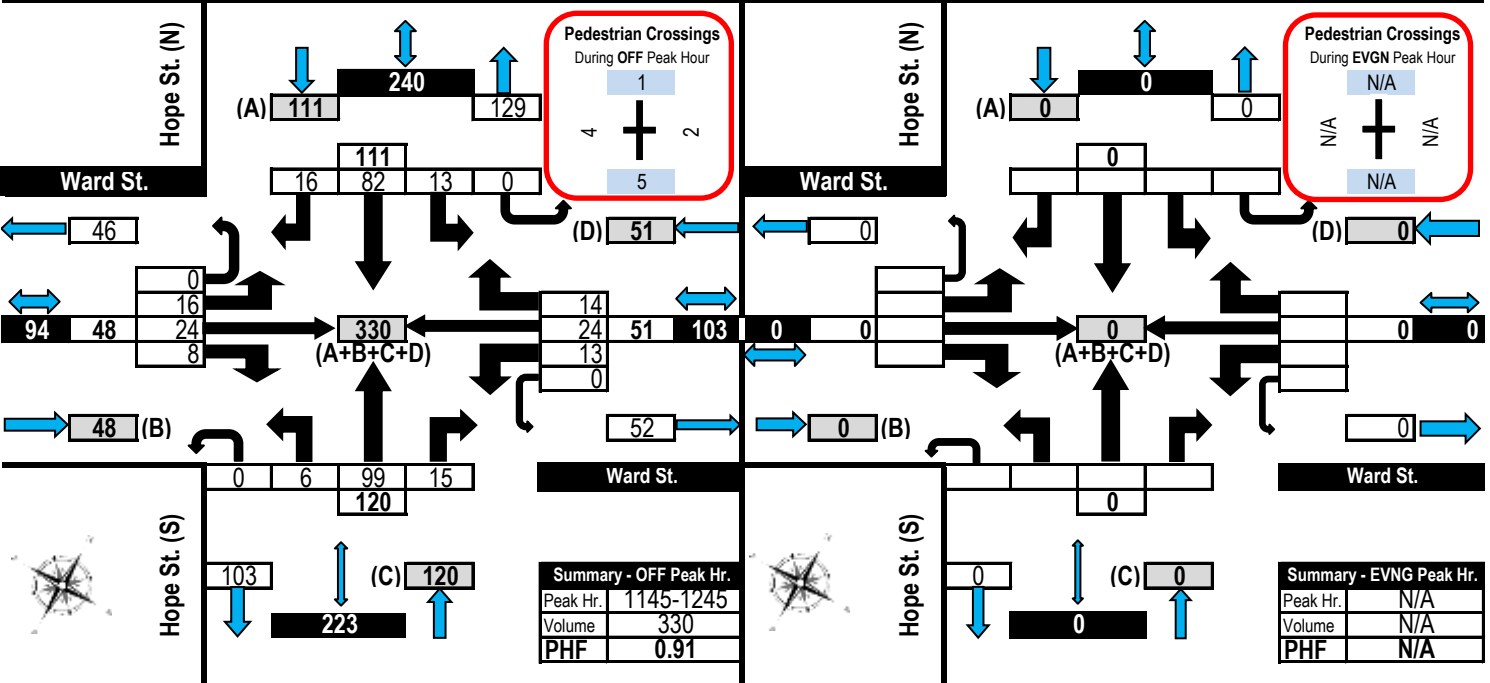 Hope St. (N)
240
(A) 111
129
Pedestrian Crossings
During OFF Peak Hour
1
4
2
5
111
16 82 13 0
Ward St.
46
(D) 51
0
16
94 48 24
8
330
(A+B+C+D)
14
24 51 103
13
0
48 (B)
52
0 6 99 15
120
Ward St.
Hope St. (S)
103
(C) 120
223
Summary - OFF Peak Hr.
Peak Hr. 1145-1245
Volume 330
PHF 0.91
Hope St. (N)
0
(A) 0
0
Pedestrian Crossings
During EVGN Peak Hour
N/A
N/A
N/A
N/A
0
Ward St.
0
(D) 0
0 0
0
(A+B+C+D)
0 0
0 (B)
0
0
Ward St.
Hope St. (S)
0
(C) 0
0
Summary - EVNG Peak Hr.
Peak Hr. N/A
Volume N/A
PHF N/A